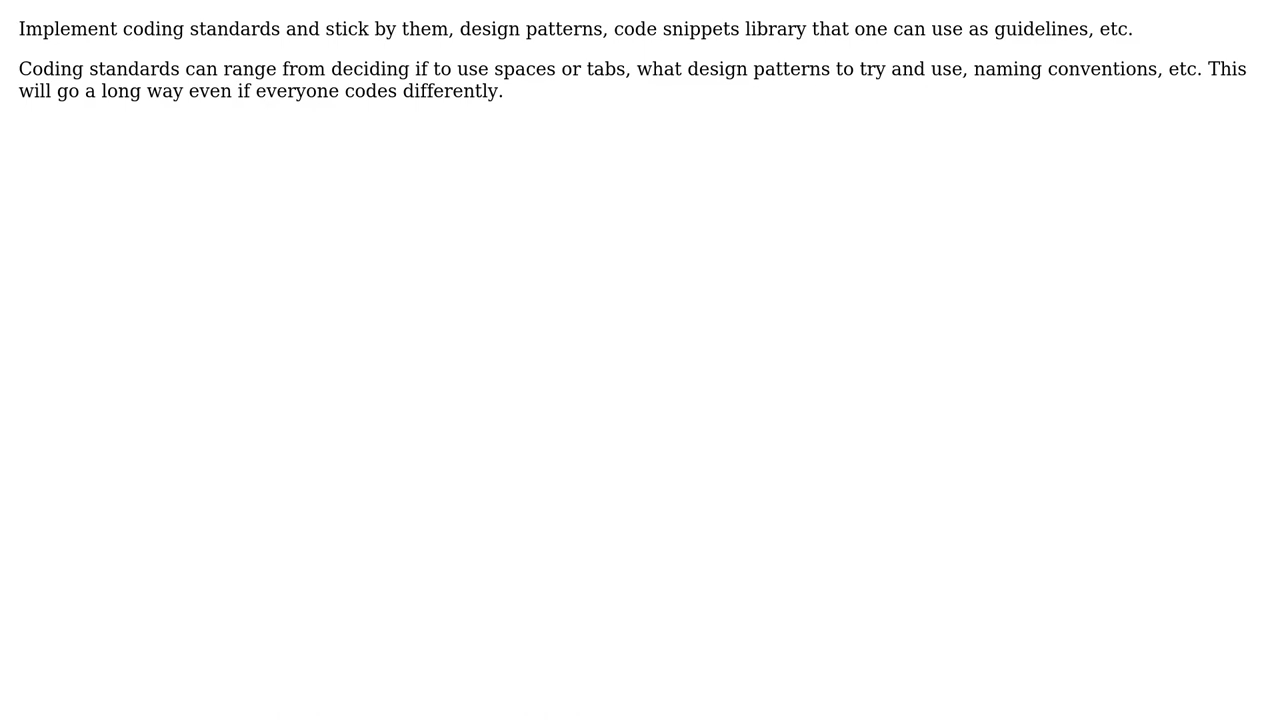 Implement coding standards and stick by them, design patterns, code snippets library that one can use as guidelines, etc.
Coding standards can range from deciding if to use spaces or tabs, what design patterns to try and use, naming conventions, etc. This
will go a long way even if everyone codes differently.